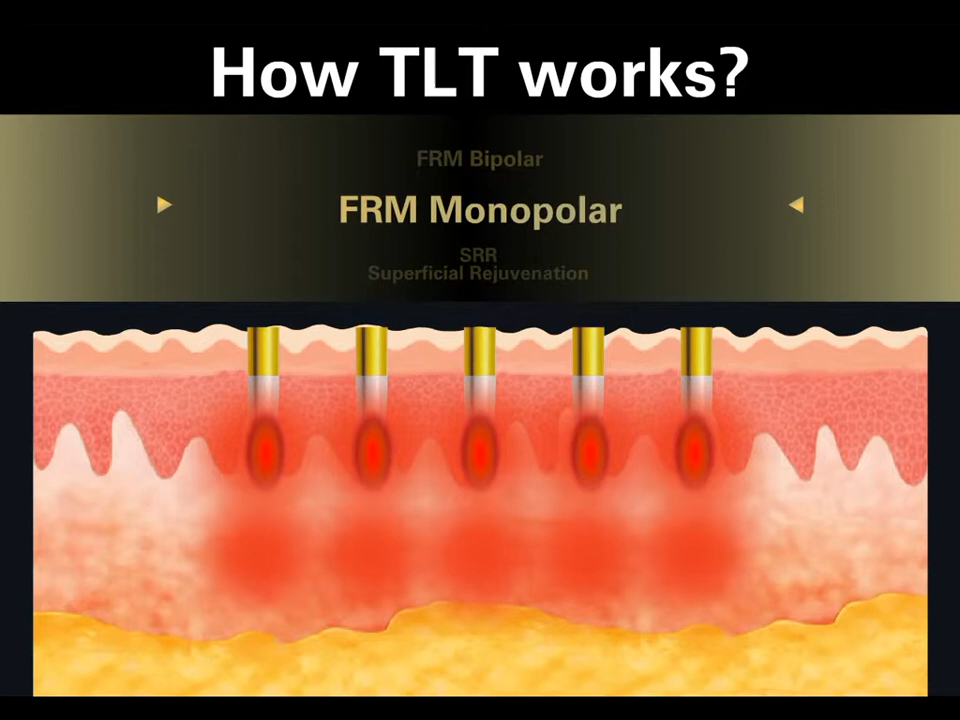 How TLT works?
FRM Bipolar
FRM Monopolar
SRR
Superficial Rejuvenation